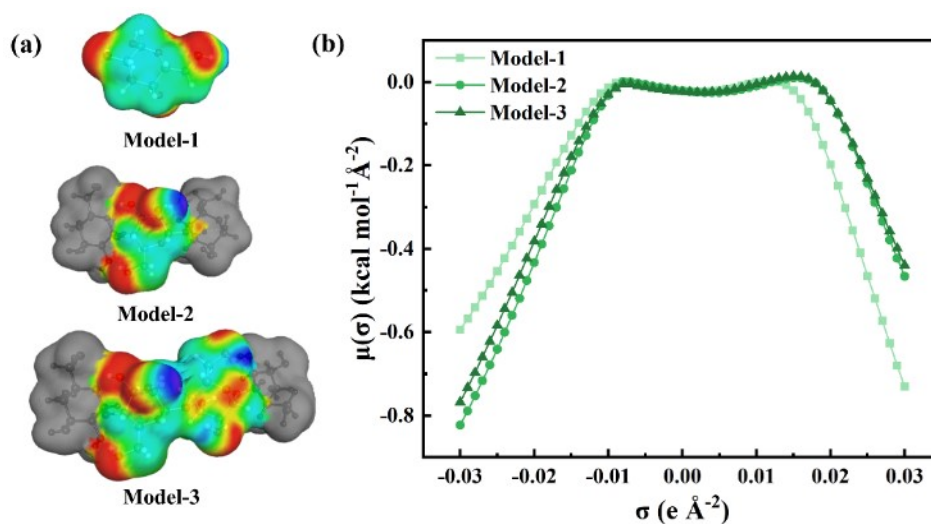 (a)
Model-1
Model-2
Model-3
(b)
Model-1
Model-2
Model-3
μ(σ) (kcal mol⁻¹Å⁻²)
0.0
-0.2
-0.4
-0.6
-0.8
-0.03 -0.02 -0.01 0.00 0.01 0.02 0.03
σ (e Å⁻²)